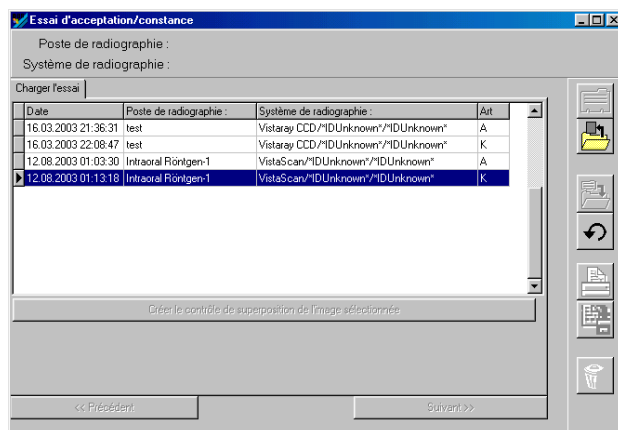 Essai d'acceptation/constance
Poste de radiographie :
Système de radiographie :
Charger l'essai
Date Poste de radiographie : Système de radiographie : Art
16.03.2003 21:36:31 test Vistaray CCD/*IDUnknown*/*IDUnknown* A
16.03.2003 22:08:47 test Vistaray CCD/*IDUnknown*/*IDUnknown* K
12.08.2003 01:03:30 Intraoral Röntgen-1 VistaScan/*IDUnknown*/*IDUnknown* A
12.08.2003 01:13:18 Intraoral Röntgen-1 VistaScan/*IDUnknown*/*IDUnknown* K
Créer le contrôle de superposition de l'image sélectionnée
<< Précédent Suivant >>